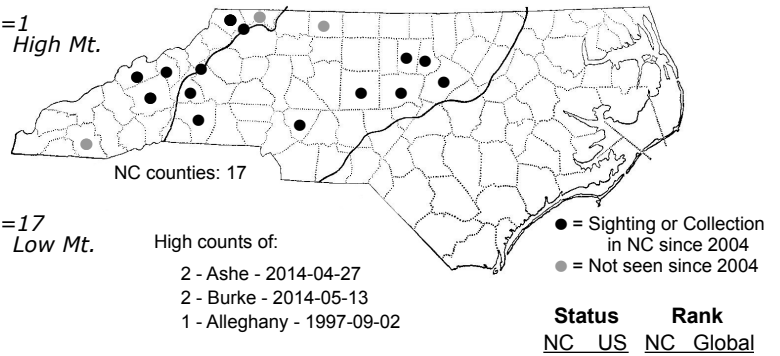 =1
High Mt.
NC counties: 17
=17
Low Mt.
High counts of:
2 - Ashe - 2014-04-27
2 - Burke - 2014-05-13
1 - Alleghany - 1997-09-02
= Sighting or Collection
in NC since 2004
= Not seen since 2004
Status Rank
NC US NC Global